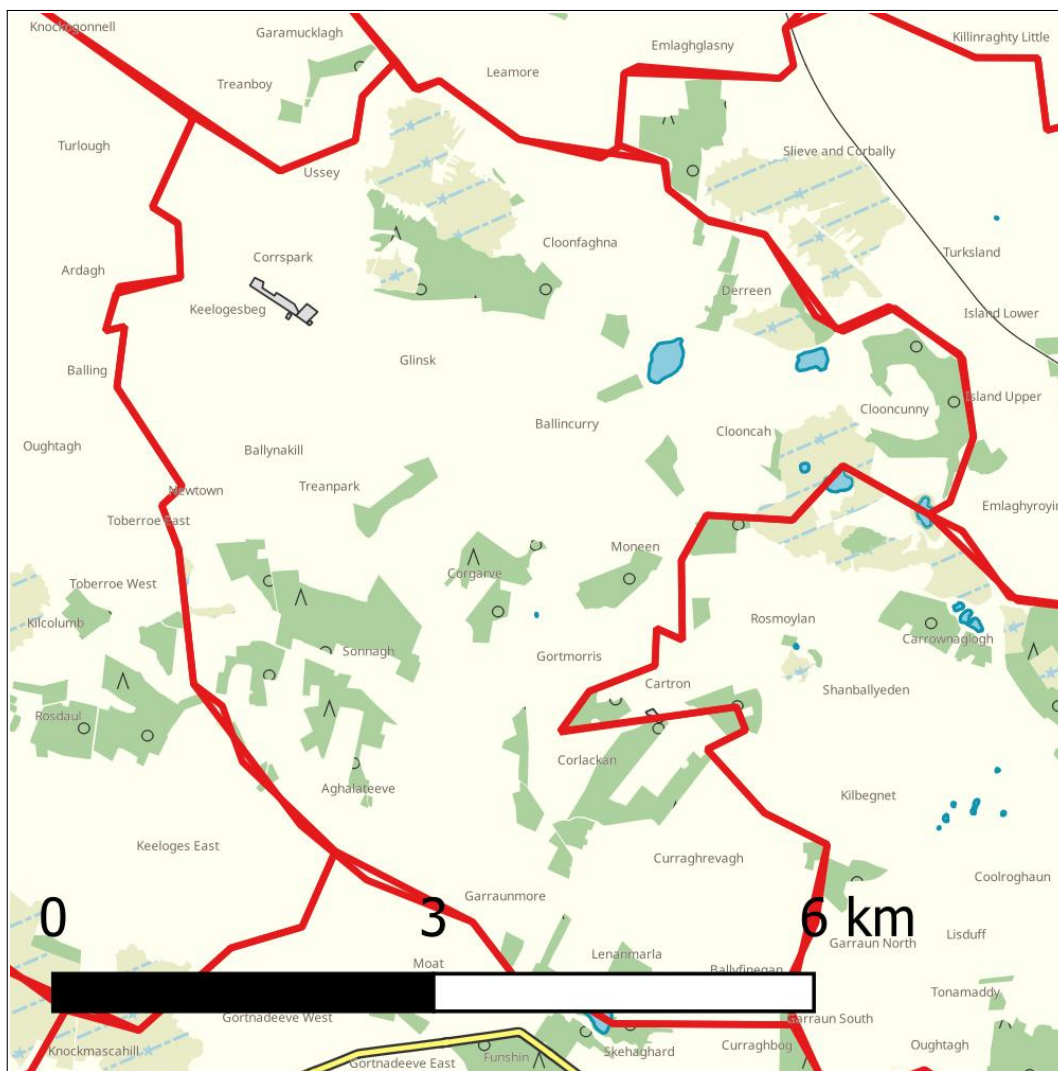 Knockogonnell
Garamucklagh
Emlaghglasny
Killinraghty Little
Leamore
Treanboy
Turlough
Slieve and Corbally
Ussey
Cloonfaghna
Turksland
Corrspark
Ardagh
Derreen
Keelogesbeg
Island Lower
Glinsk
Balling
Island Upper
Clooncunny
Ballincurry
Clooncah
Oughtagh
Ballynakill
Treanpark
Newtown
Toberroe East
Moneen
Corgarve
Toberroe West
Rosmoylan
Kilcolumb
Carrownaglogh
Sonnagh
Gortmorris
Cartron
Shanballyeden
Rosdaul
Corlackan
Aghalateeve
Kilbegnet
Keeloges East
Curraghrevagh
Coolroghaun
Garraunmore
0 3 6 km
Garraun North
Lisduff
Lenanmarla
Moat
Ballyfinegan
Tonamaddy
Gortnadeeve West
Garraun South
Knockmascahill
Gortnadeeve East
Funshin
Skehaghard
Curraghbog
Oughtagh